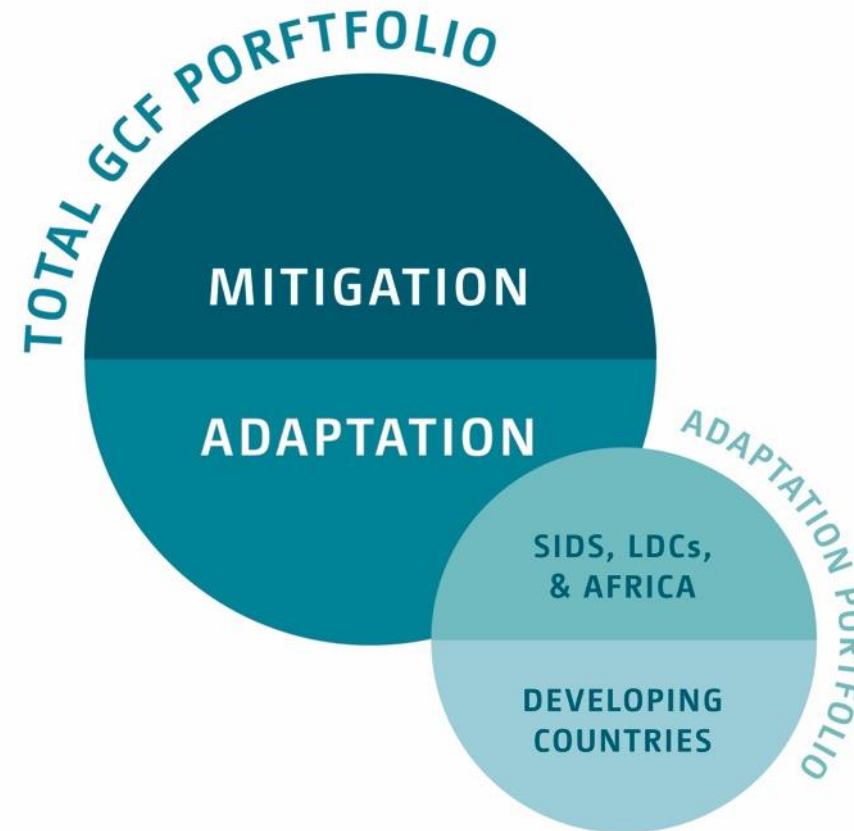 TOTAL GCF PORFTFOLIO
MITIGATION
ADAPTATION
ADAPTATION PORTFOLIO
SIDS, LDCs,
& AFRICA
DEVELOPING
COUNTRIES